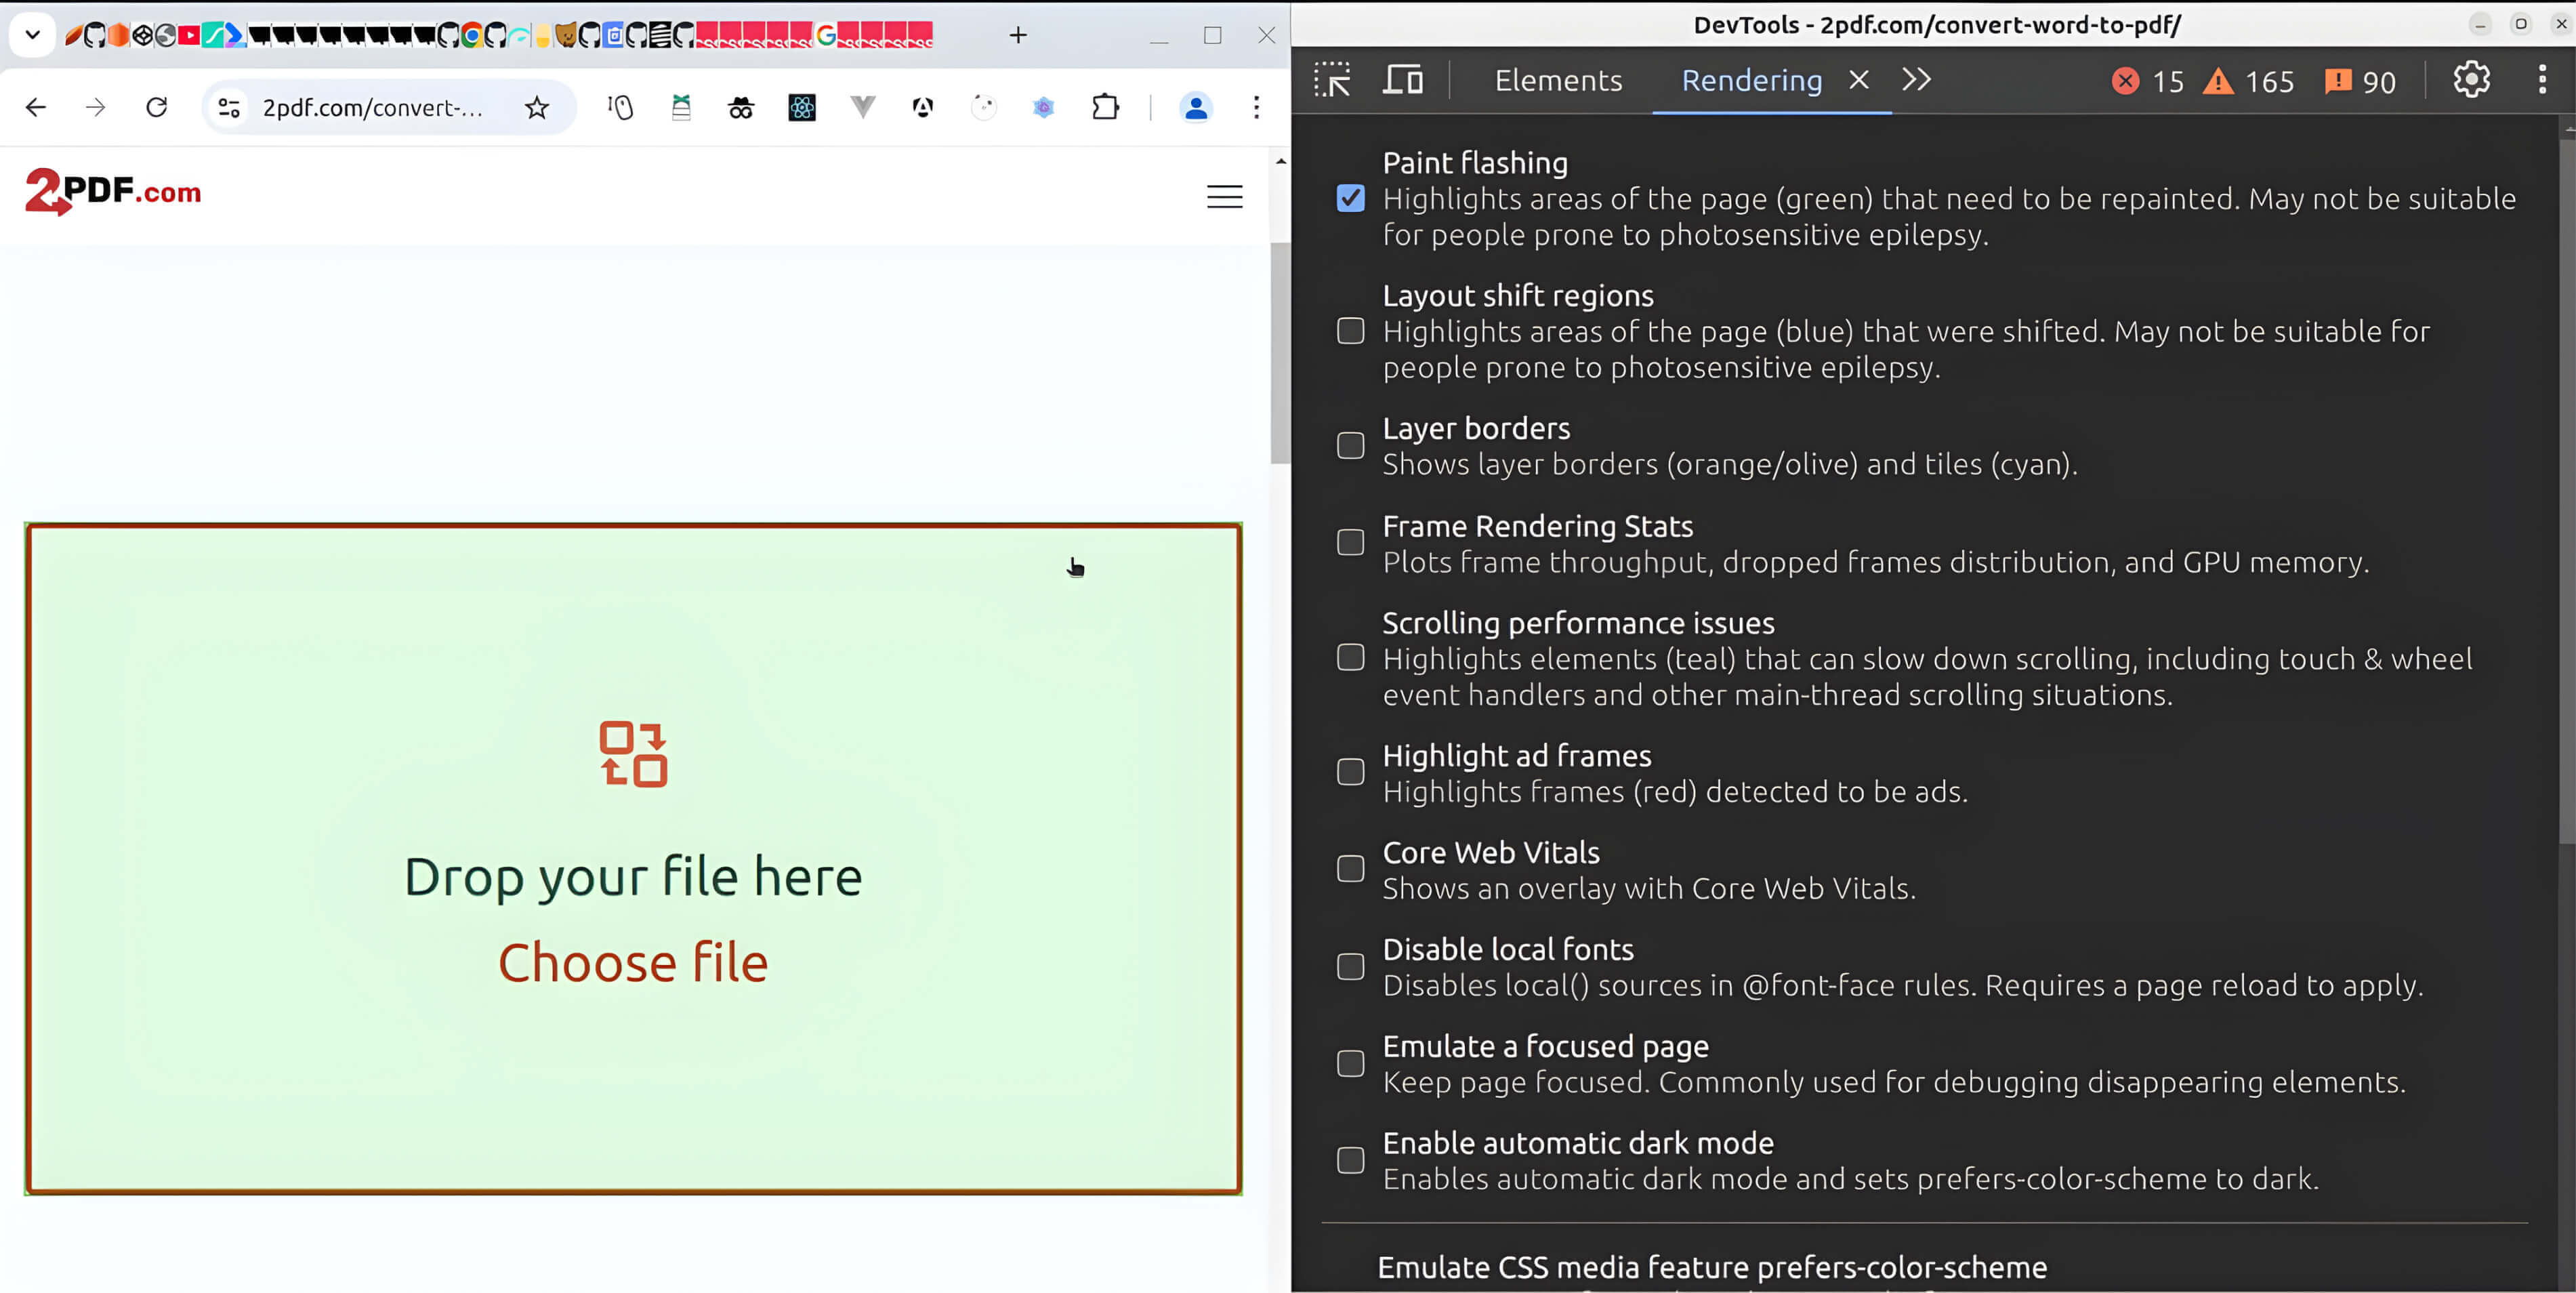 DevTools - 2pdf.com/convert-word-to-pdf/
2pdf.com/convert-...
Elements
Rendering
15
165
90
2PDF.com
Drop your file here
Choose file
Paint flashing
Highlights areas of the page (green) that need to be repainted. May not be suitable
for people prone to photosensitive epilepsy.
Layout shift regions
Highlights areas of the page (blue) that were shifted. May not be suitable for
people prone to photosensitive epilepsy.
Layer borders
Shows layer borders (orange/olive) and tiles (cyan).
Frame Rendering Stats
Plots frame throughput, dropped frames distribution, and GPU memory.
Scrolling performance issues
Highlights elements (teal) that can slow down scrolling, including touch & wheel
event handlers and other main-thread scrolling situations.
Highlight ad frames
Highlights frames (red) detected to be ads.
Core Web Vitals
Shows an overlay with Core Web Vitals.
Disable local fonts
Disables local() sources in @font-face rules. Requires a page reload to apply.
Emulate a focused page
Keep page focused. Commonly used for debugging disappearing elements.
Enable automatic dark mode
Enables automatic dark mode and sets prefers-color-scheme to dark.
Emulate CSS media feature prefers-color-scheme